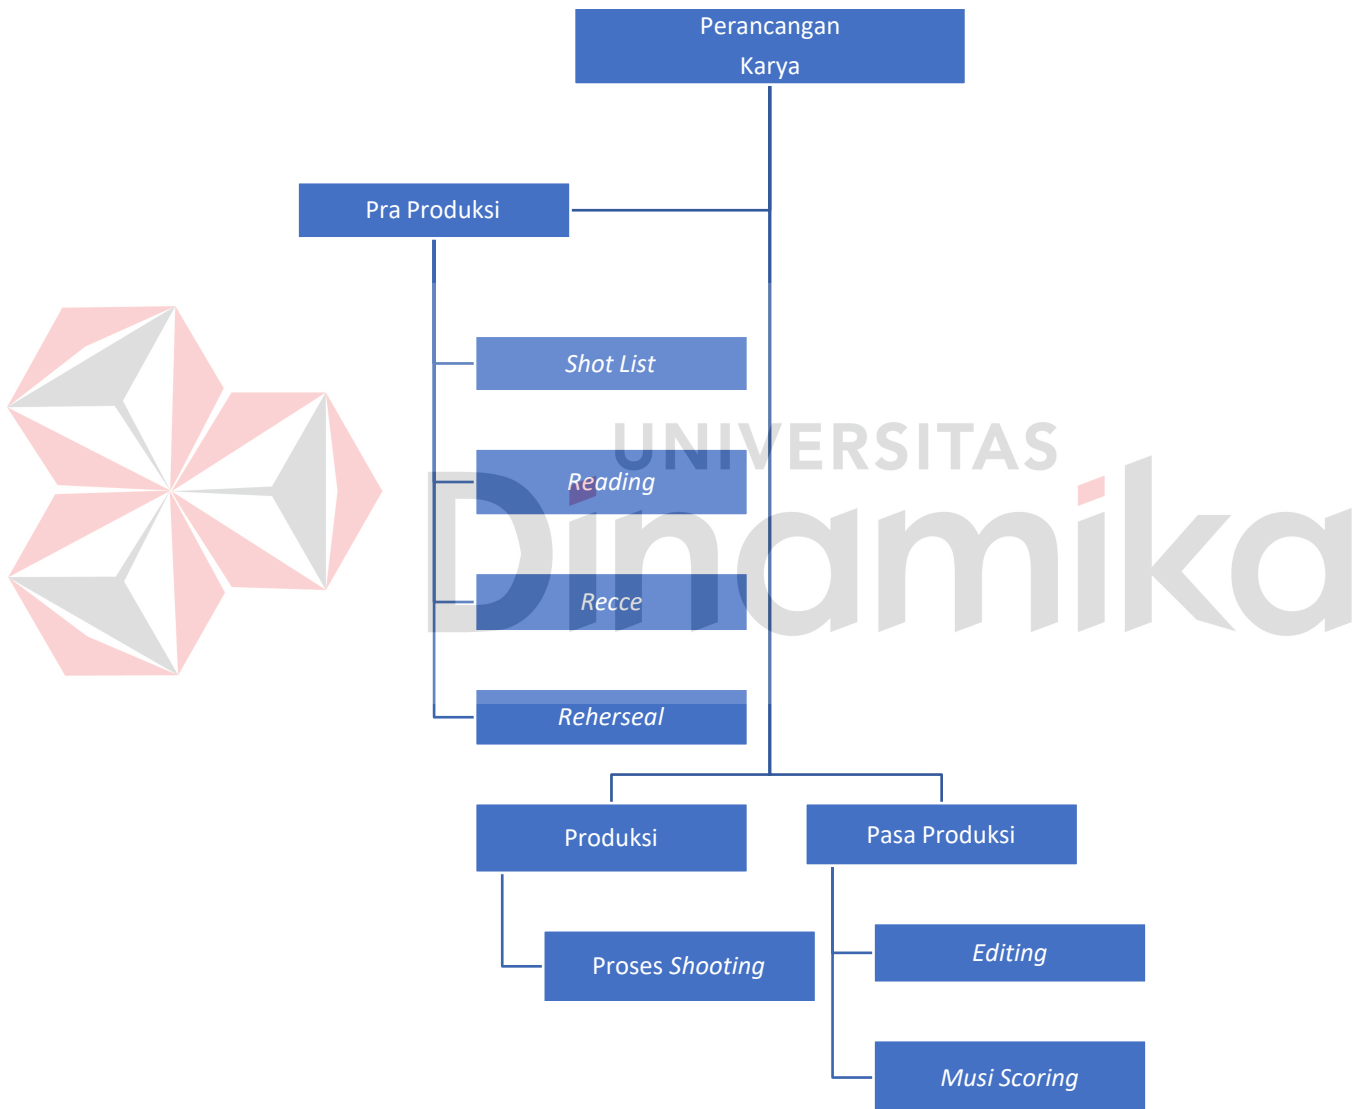 Perancangan
Karya
Pra Produksi
Shot List
UNIVERSITAS
Reading
Dinamika
Recce
Reherseal
Produksi
Pasa Produksi
Proses Shooting
Editing
Musi Scoring